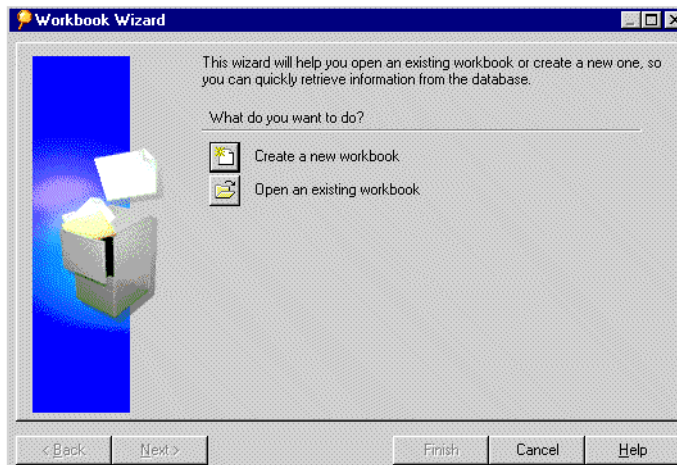 Workbook Wizard
This wizard will help you open an existing workbook or create a new one, so
you can quickly retrieve information from the database.
What do you want to do?
Create a new workbook
Open an existing workbook
< Back Next > Finish Cancel Help